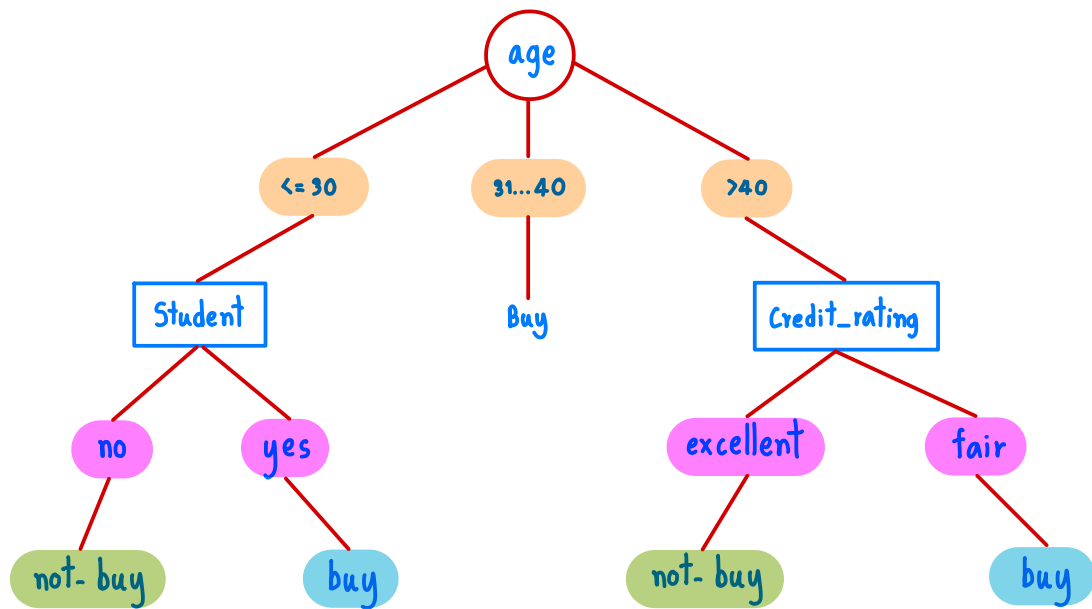 age
<= 30
31...40
>40
Student
Buy
Credit_rating
no
yes
excellent
fair
not-buy
buy
not-buy
buy